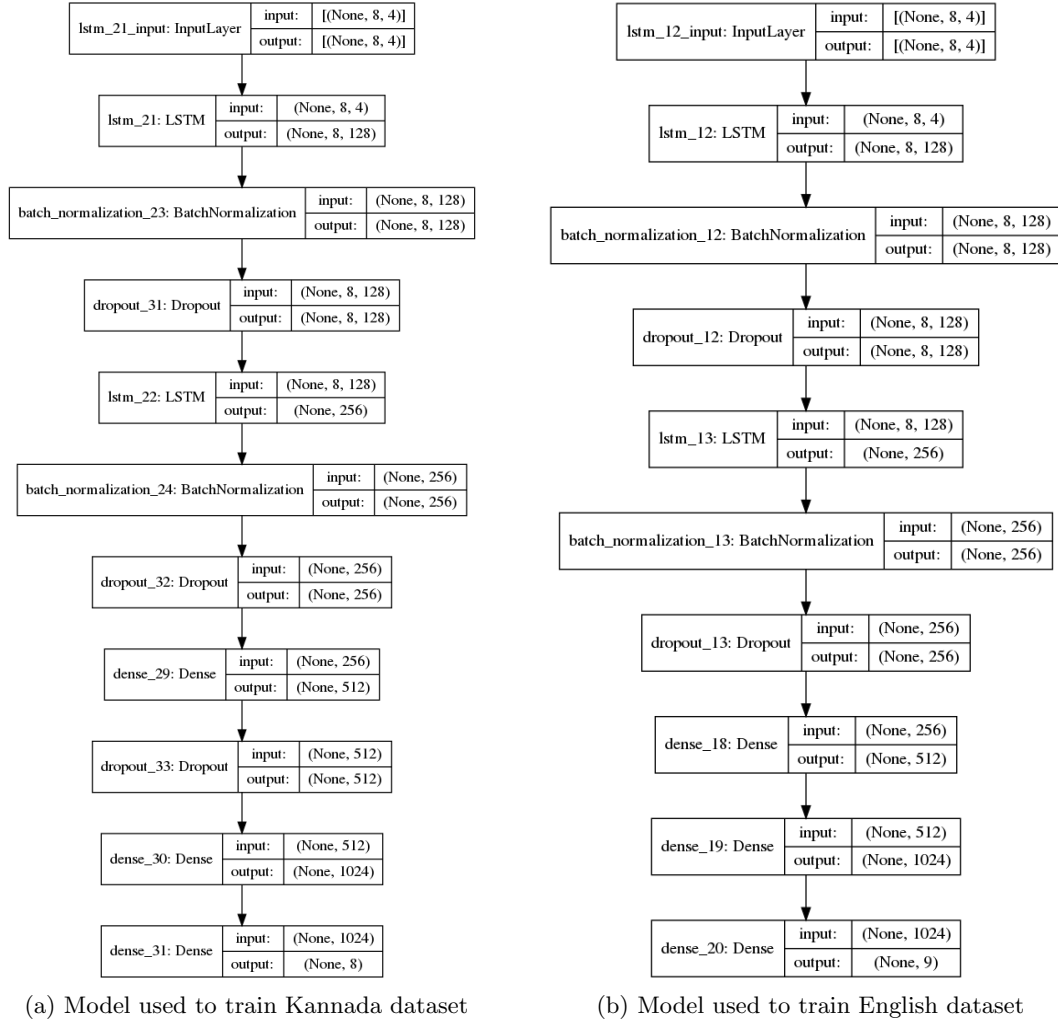 lstm_21_input: InputLayer
input: [(None, 8, 4)]
output: [(None, 8, 4)]
lstm_21: LSTM
input: (None, 8, 4)
output: (None, 8, 128)
batch_normalization_23: BatchNormalization
input: (None, 8, 128)
output: (None, 8, 128)
dropout_31: Dropout
input: (None, 8, 128)
output: (None, 8, 128)
lstm_22: LSTM
input: (None, 8, 128)
output: (None, 256)
batch_normalization_24: BatchNormalization
input: (None, 256)
output: (None, 256)
dropout_32: Dropout
input: (None, 256)
output: (None, 256)
dense_29: Dense
input: (None, 256)
output: (None, 512)
dropout_33: Dropout
input: (None, 512)
output: (None, 512)
dense_30: Dense
input: (None, 512)
output: (None, 1024)
dense_31: Dense
input: (None, 1024)
output: (None, 8)
(a) Model used to train Kannada dataset
lstm_12_input: InputLayer
input: [(None, 8, 4)]
output: [(None, 8, 4)]
lstm_12: LSTM
input: (None, 8, 4)
output: (None, 8, 128)
batch_normalization_12: BatchNormalization
input: (None, 8, 128)
output: (None, 8, 128)
dropout_12: Dropout
input: (None, 8, 128)
output: (None, 8, 128)
lstm_13: LSTM
input: (None, 8, 128)
output: (None, 256)
batch_normalization_13: BatchNormalization
input: (None, 256)
output: (None, 256)
dropout_13: Dropout
input: (None, 256)
output: (None, 256)
dense_18: Dense
input: (None, 256)
output: (None, 512)
dense_19: Dense
input: (None, 512)
output: (None, 1024)
dense_20: Dense
input: (None, 1024)
output: (None, 9)
(b) Model used to train English dataset